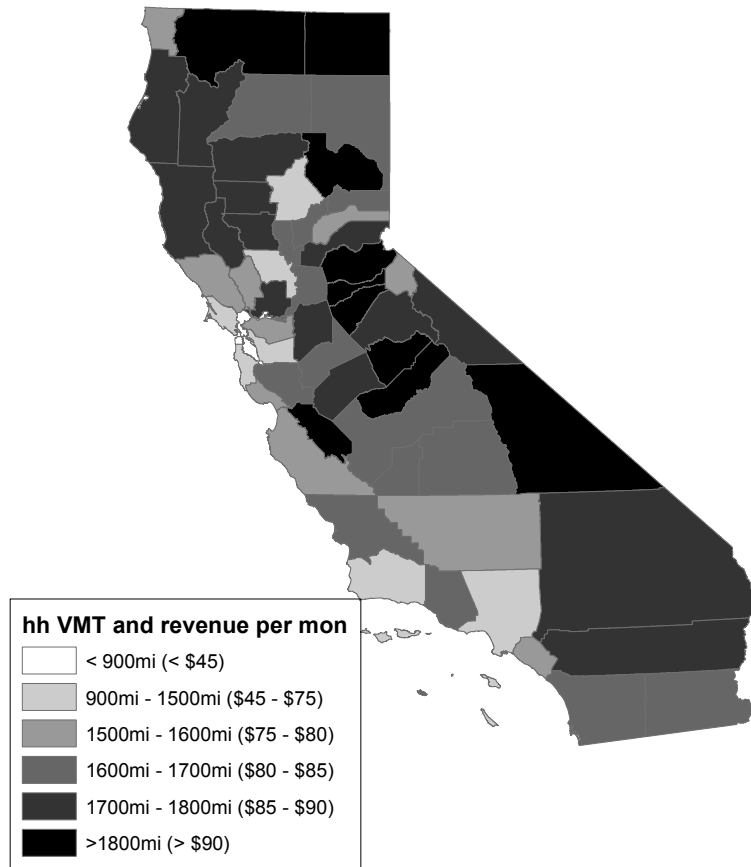 hh VMT and revenue per mon
< 900mi (< $45)
900mi - 1500mi ($45 - $75)
1500mi - 1600mi ($75 - $80)
1600mi - 1700mi ($80 - $85)
1700mi - 1800mi ($85 - $90)
>1800mi (> $90)